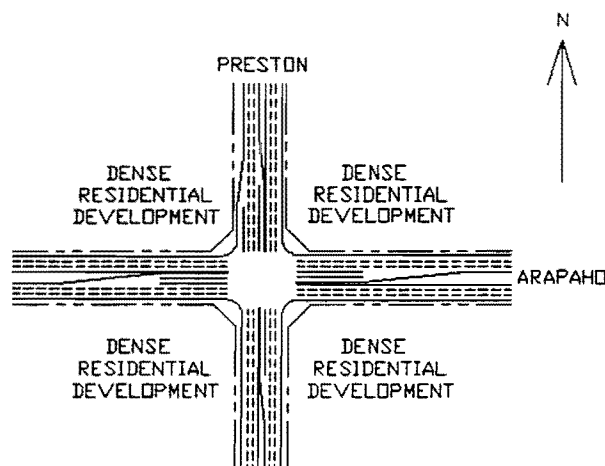 N
PRESTON
DENSE
RESIDENTIAL
DEVELOPMENT
DENSE
RESIDENTIAL
DEVELOPMENT
ARAPAHO
DENSE
RESIDENTIAL
DEVELOPMENT
DENSE
RESIDENTIAL
DEVELOPMENT